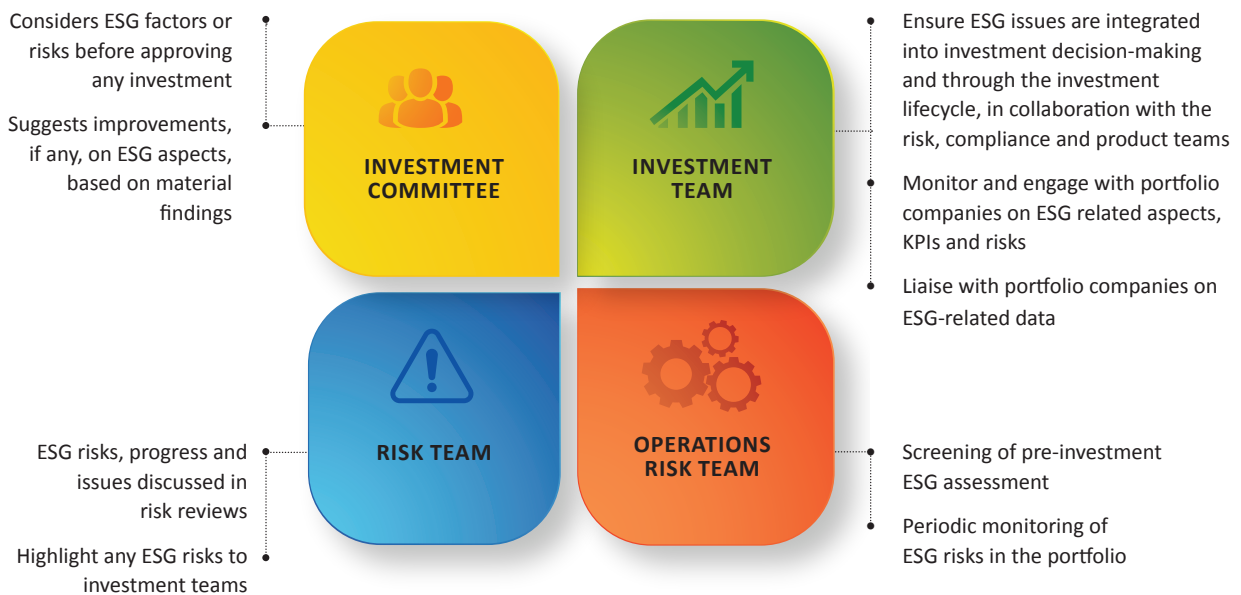 Considers ESG factors or
risks before approving
any investment
Suggests improvements,
if any, on ESG aspects,
based on material
findings
INVESTMENT
COMMITTEE
INVESTMENT
TEAM
Ensure ESG issues are integrated
into investment decision-making
and through the investment
lifecycle, in collaboration with the
risk, compliance and product teams
Monitor and engage with portfolio
companies on ESG related aspects,
KPIs and risks
Liaise with portfolio companies on
ESG-related data
ESG risks, progress and
issues discussed in
risk reviews
Highlight any ESG risks to
investment teams
RISK TEAM
OPERATIONS
RISK TEAM
Screening of pre-investment
ESG assessment
Periodic monitoring of
ESG risks in the portfolio